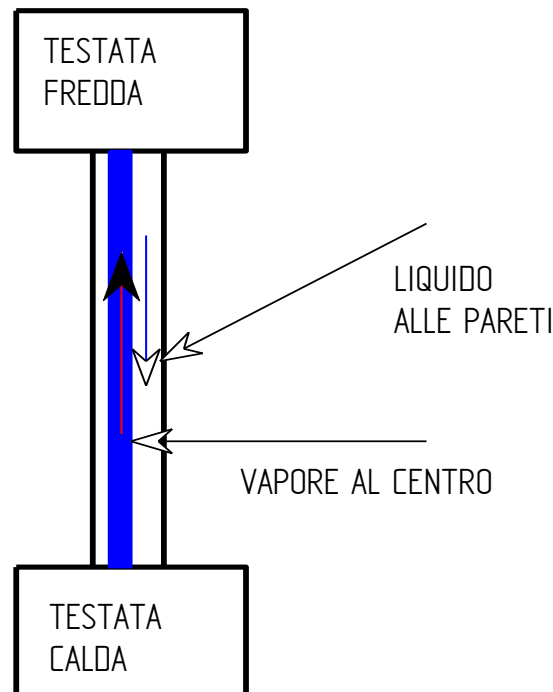 TESTATA
FREDDA
LIQUIDO
ALLE PARETI
VAPORE AL CENTRO
TESTATA
CALDA